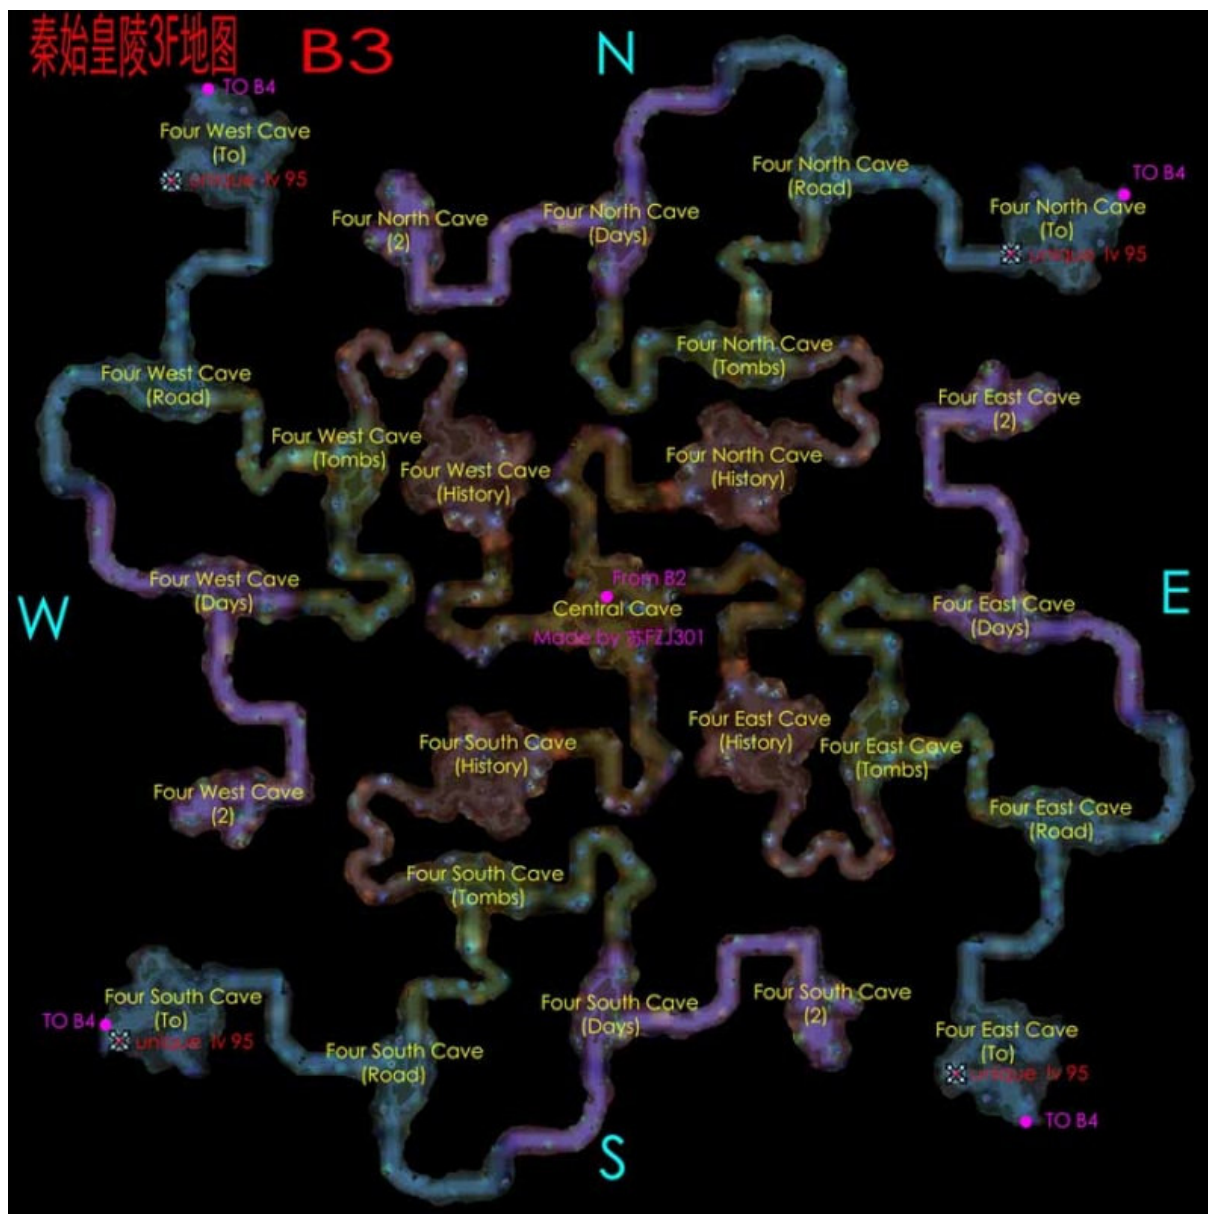 秦始皇陵3F地图
B3
N
TO B4
Four West Cave
(To)
unique lv 95
Four North Cave
(Road)
TO B4
Four North Cave
(2)
Four North Cave
(Days)
Four North Cave
(To)
unique lv 95
Four North Cave
(Tombs)
Four West Cave
(Road)
Four East Cave
(2)
Four West Cave
(Tombs)
Four West Cave
(History)
Four North Cave
(History)
From B2
Central Cave
Made by FZJ301
Four West Cave
(Days)
W
E
Four East Cave
(Days)
Four East Cave
(History)
Four South Cave
(History)
Four East Cave
(Tombs)
Four West Cave
(2)
Four East Cave
(Road)
Four South Cave
(Tombs)
Four South Cave
(To)
TO B4
unique lv 95
Four South Cave
(Days)
Four South Cave
(2)
Four South Cave
(Road)
Four East Cave
(To)
unique lv 95
TO B4
S